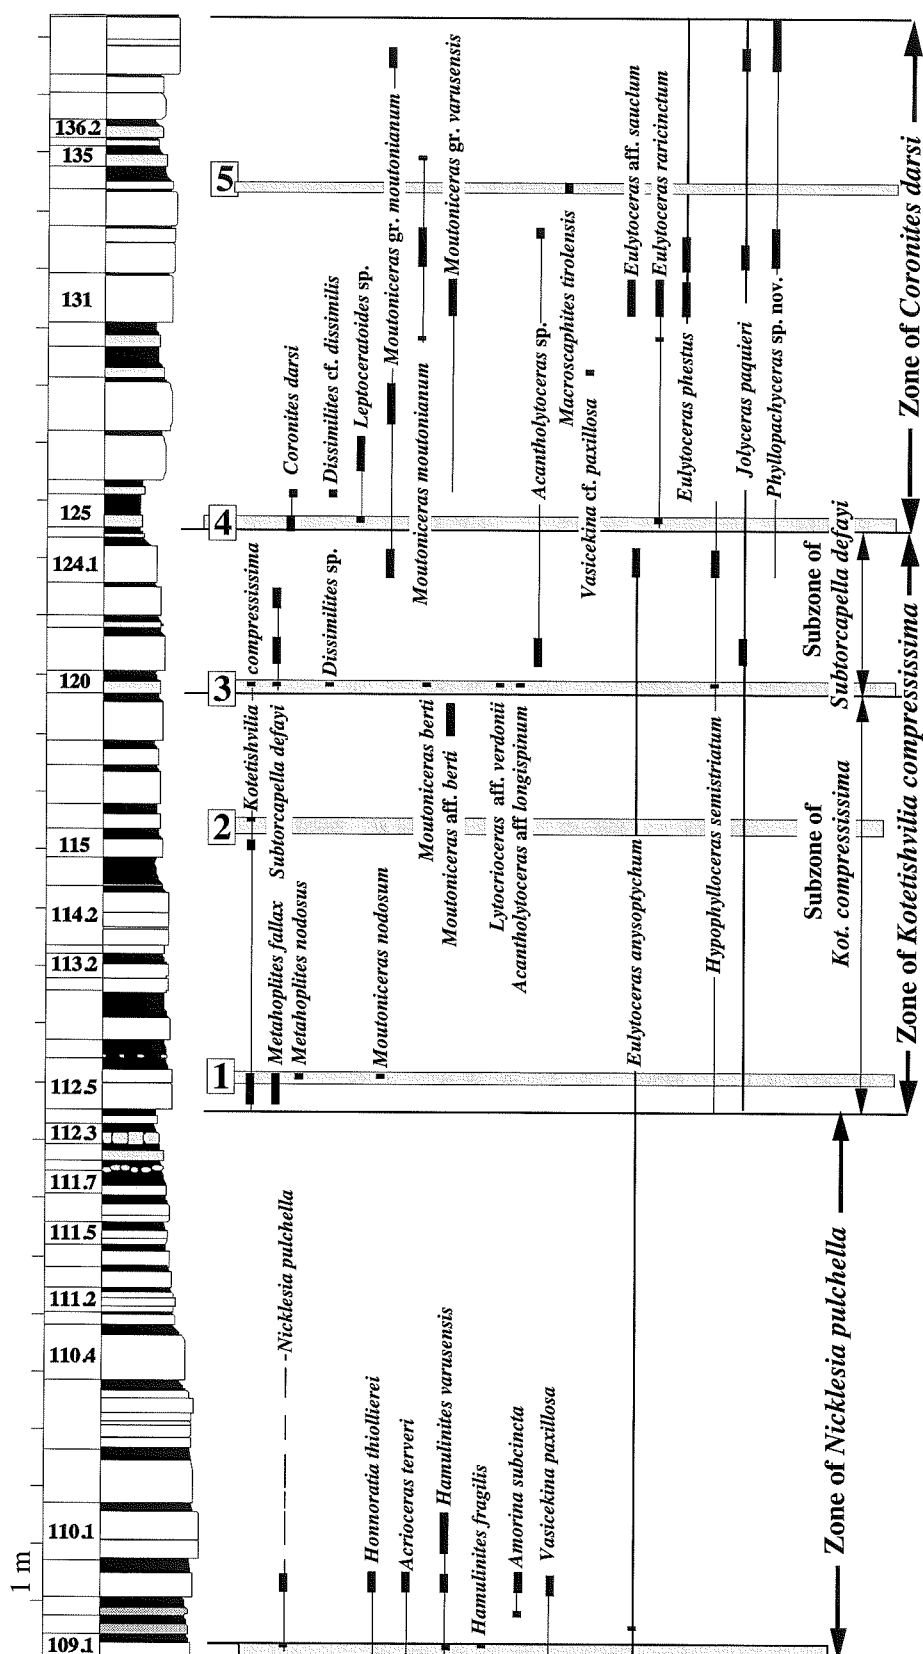 136.2
135
131
125
124.1
120
115
114.2
113.2
112.5
112.3
111.7
111.5
111.2
110.4
110.1
109.1
1 m
5
4
3
2
1
Coronites darsi
Dissimilites cf. dissimilis
Leptoceratoides sp.
Moutoniceras gr. moutonianum
Moutoniceras moutonianum
Moutoniceras gr. varusensis
Acantholytoceras sp.
Macroscaphites tirolensis
Vasicekina cf. paxillosa
Eulytoceras aff. sauclum
Eulytoceras raricinctum
Eulytoceras phestus
Jolyceras paquieri
Phyllopachyceras sp. nov.
Kotetishvilia compressissima
Subtorcapella defayi
Dissimilites sp.
Moutoniceras berti
Moutoniceras aff. berti
Lytocrioceras aff. verdonii
Acantholytoceras aff longispinum
Metahoplites fallax
Metahoplites nodosus
Moutoniceras nodosum
Eulytoceras anysoptychum
Hypophylloceras semistriatum
Nicklesia pulchella
Honnoratia thiollierei
Acrioceras terveri
Hamulinites varusensis
Hamulinites fragilis
Amorina subcincta
Vasicekina paxillosa
Subzone of
Subtorcapella defayi
Subzone of
Kot. compressissima
Zone of Coronites darsi
Zone of Kotetishvilia compressissima
Zone of Nicklesia pulchella